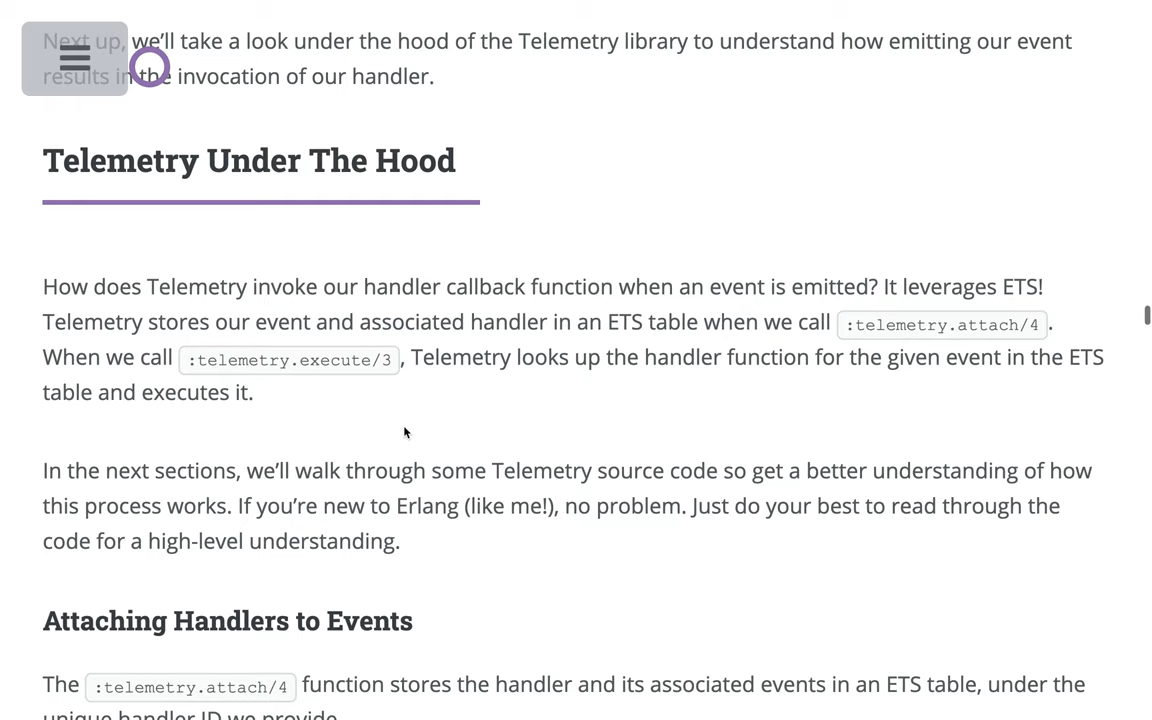 Next up, we'll take a look under the hood of the Telemetry library to understand how emitting our event
results in the invocation of our handler.
Telemetry Under The Hood
How does Telemetry invoke our handler callback function when an event is emitted? It leverages ETS!
Telemetry stores our event and associated handler in an ETS table when we call :telemetry.attach/4.
When we call :telemetry.execute/3, Telemetry looks up the handler function for the given event in the ETS
table and executes it.
In the next sections, we'll walk through some Telemetry source code so get a better understanding of how
this process works. If you're new to Erlang (like me!), no problem. Just do your best to read through the
code for a high-level understanding.
Attaching Handlers to Events
The :telemetry.attach/4 function stores the handler and its associated events in an ETS table, under the
unique handler ID we provide.